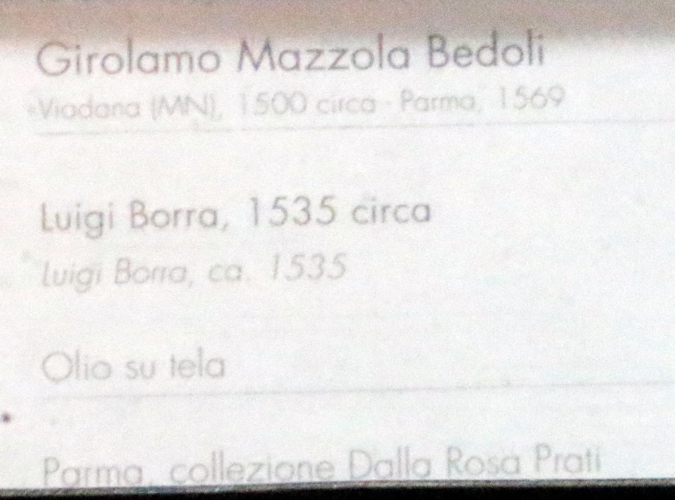 Girolamo Mazzola Bedoli
Viadana (MN), 1500 circa - Parma, 1569
Luigi Borra, 1535 circa
Luigi Borra, ca. 1535
Olio su tela
Parma, collezione Dalla Rosa Prati